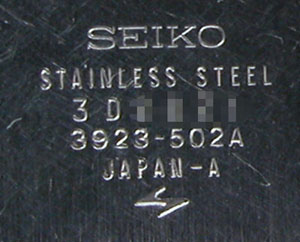 SEIKO
STAINLESS STEEL
3D
3923-502A
JAPAN-A